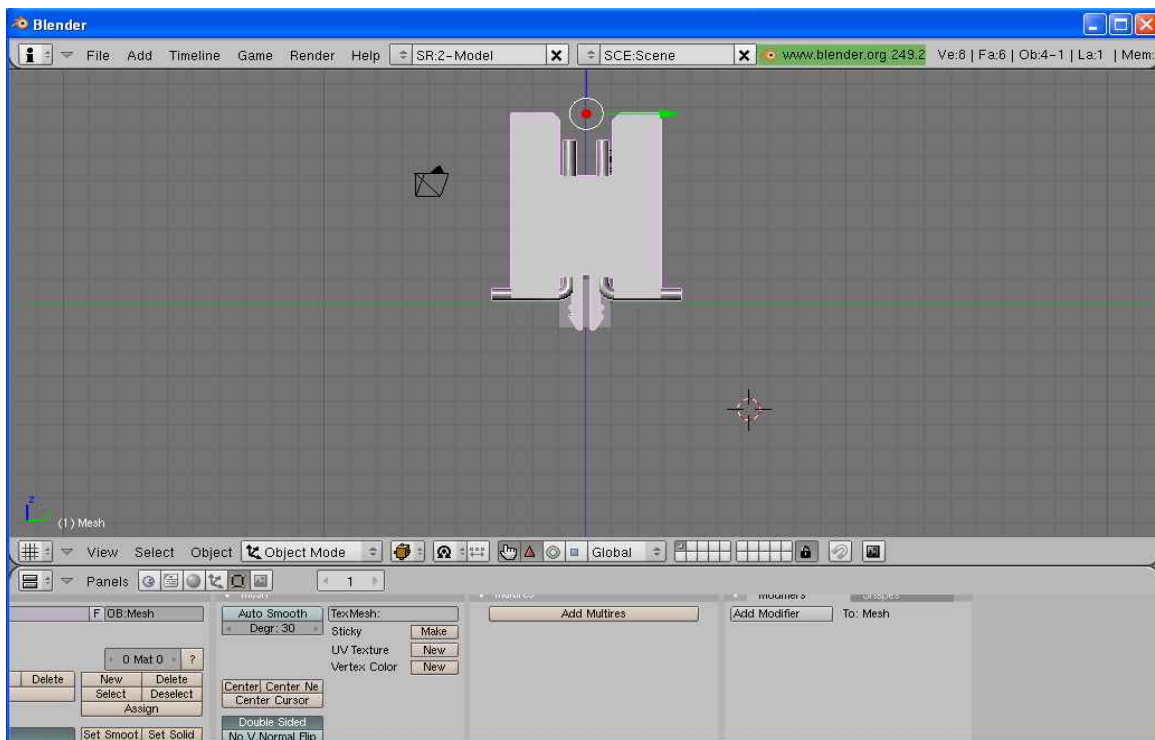 Blender
File Add Timeline Game Render Help SR:2-Model SCE:Scene www.blender.org 249.2 Ve:8 | Fa:6 | Ob:4-1 | La:1 | Mem:
z
(1) Mesh
View Select Object Object Mode Global
Panels 1
Mesh Multires Modifiers Shapes
F OB:Mesh Auto Smooth TexMesh: Add Multires Add Modifier To: Mesh
Degr: 30 Sticky Make
UV Texture New
0 Mat 0 ? Vertex Color New
Delete New Delete
Select Deselect Center Center Ne
Assign Center Cursor
Double Sided
Set Smoot Set Solid No V.Normal Flip